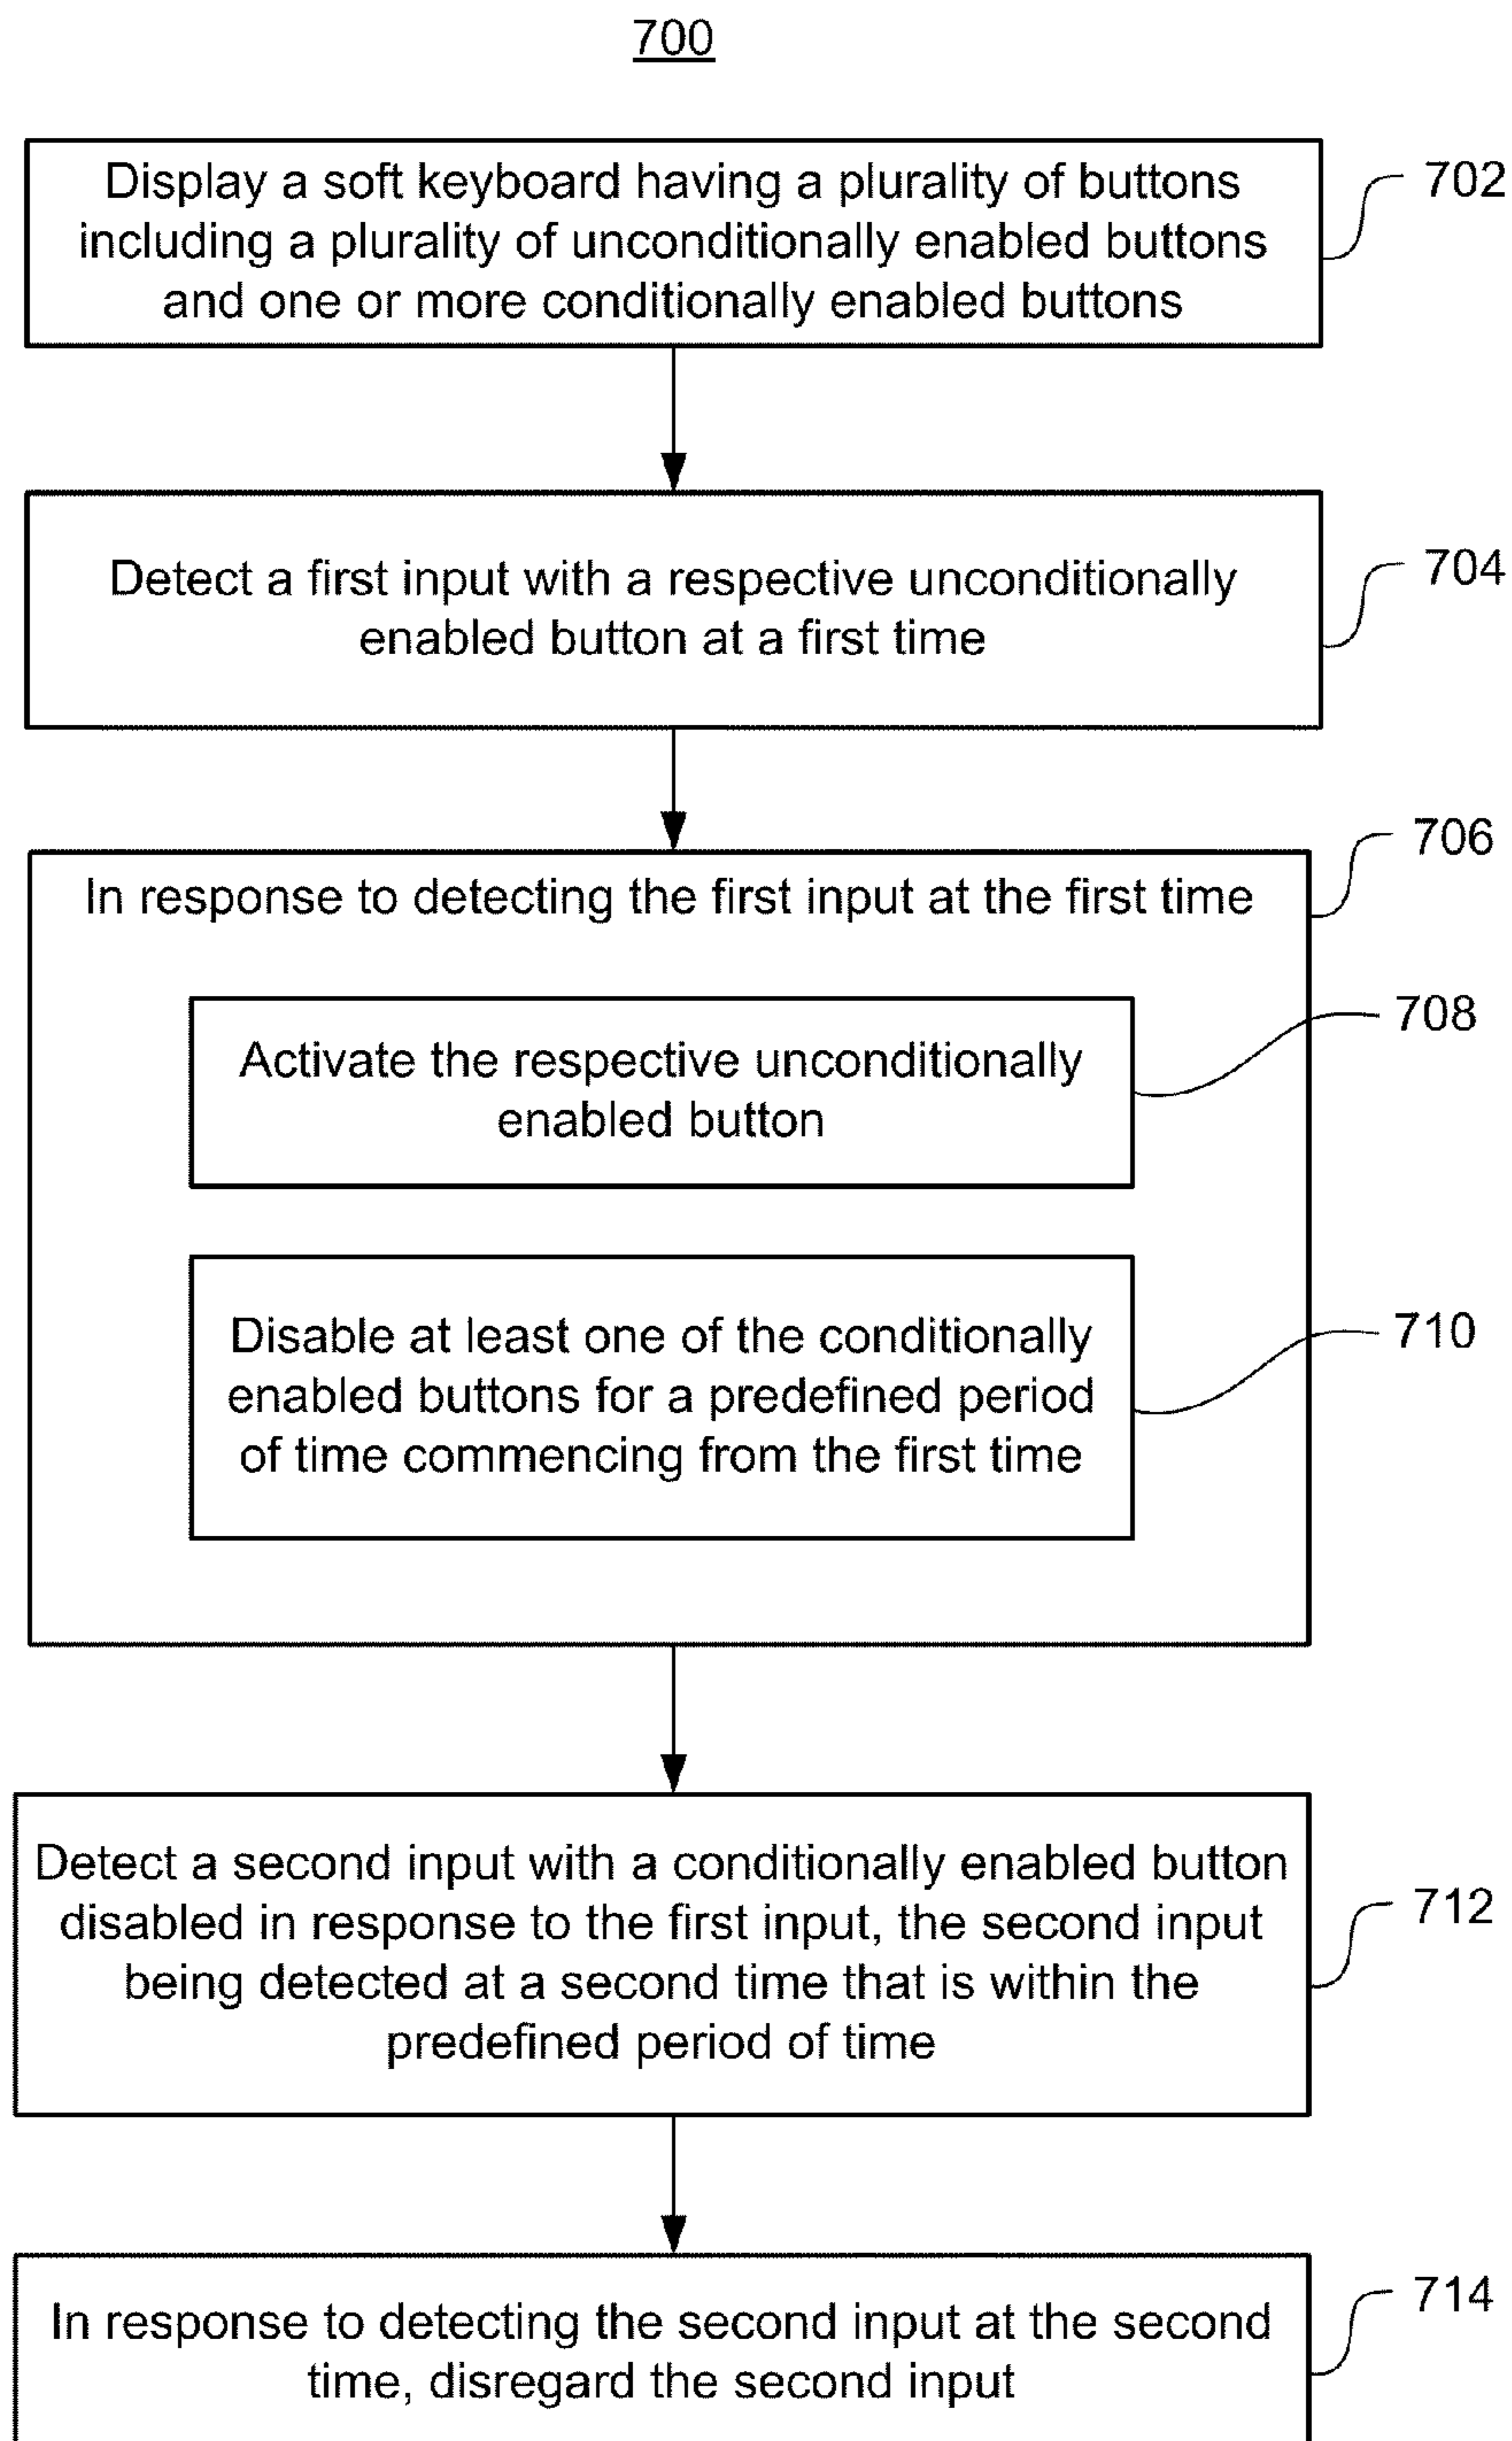 700
Display a soft keyboard having a plurality of buttons
including a plurality of unconditionally enabled buttons
and one or more conditionally enabled buttons
702
Detect a first input with a respective unconditionally
enabled button at a first time
704
706
In response to detecting the first input at the first time
708
Activate the respective unconditionally
enabled button
Disable at least one of the conditionally
enabled buttons for a predefined period
of time commencing from the first time
710
Detect a second input with a conditionally enabled button
disabled in response to the first input, the second input
being detected at a second time that is within the
predefined period of time
712
In response to detecting the second input at the second
time, disregard the second input
714